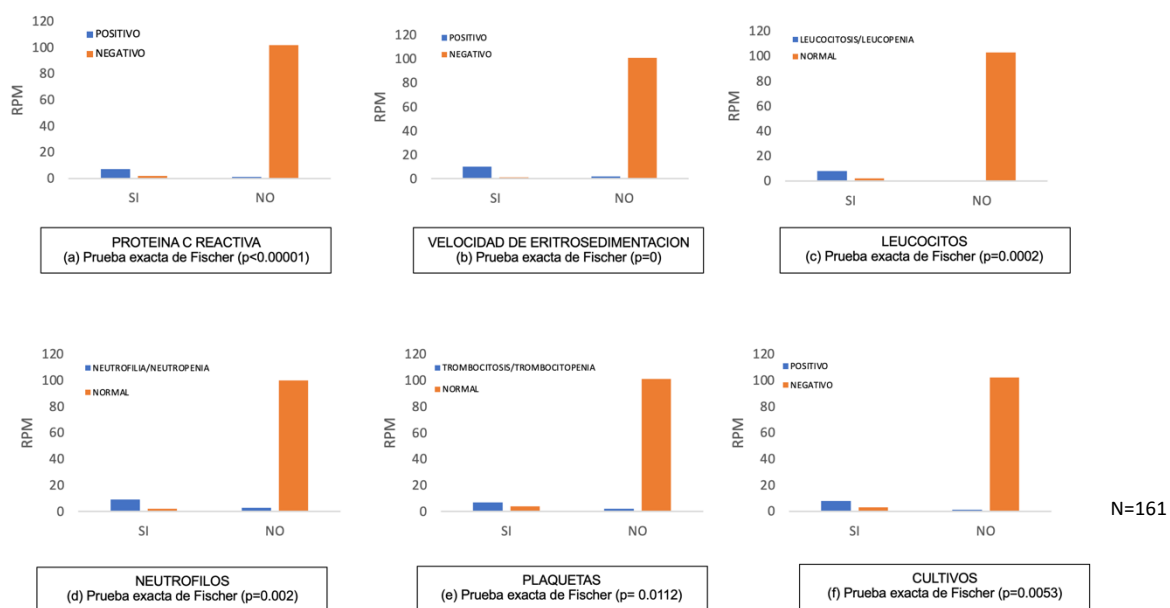 120
100
80
60
40
20
0
RPM
POSITIVO
NEGATIVO
SI NO
PROTEINA C REACTIVA
(a) Prueba exacta de Fischer (p<0.00001)
120
100
80
60
40
20
0
RPM
POSITIVO
NEGATIVO
SI NO
VELOCIDAD DE ERITROSEDIMENTACION
(b) Prueba exacta de Fischer (p=0)
120
100
80
60
40
20
0
RPM
LEUCOCITOSIS/LEUCOPENIA
NORMAL
SI NO
LEUCOCITOS
(c) Prueba exacta de Fischer (p=0.0002)
120
100
80
60
40
20
0
RPM
NEUTROFILIA/NEUTROPENIA
NORMAL
SI NO
NEUTROFILOS
(d) Prueba exacta de Fischer (p=0.002)
120
100
80
60
40
20
0
RPM
TROMBOCITOSIS/TROMBOCITOPENIA
NORMAL
SI NO
PLAQUETAS
(e) Prueba exacta de Fischer (p= 0.0112)
120
100
80
60
40
20
0
RPM
POSITIVO
NEGATIVO
SI NO
CULTIVOS
(f) Prueba exacta de Fischer (p=0.0053)
N=161